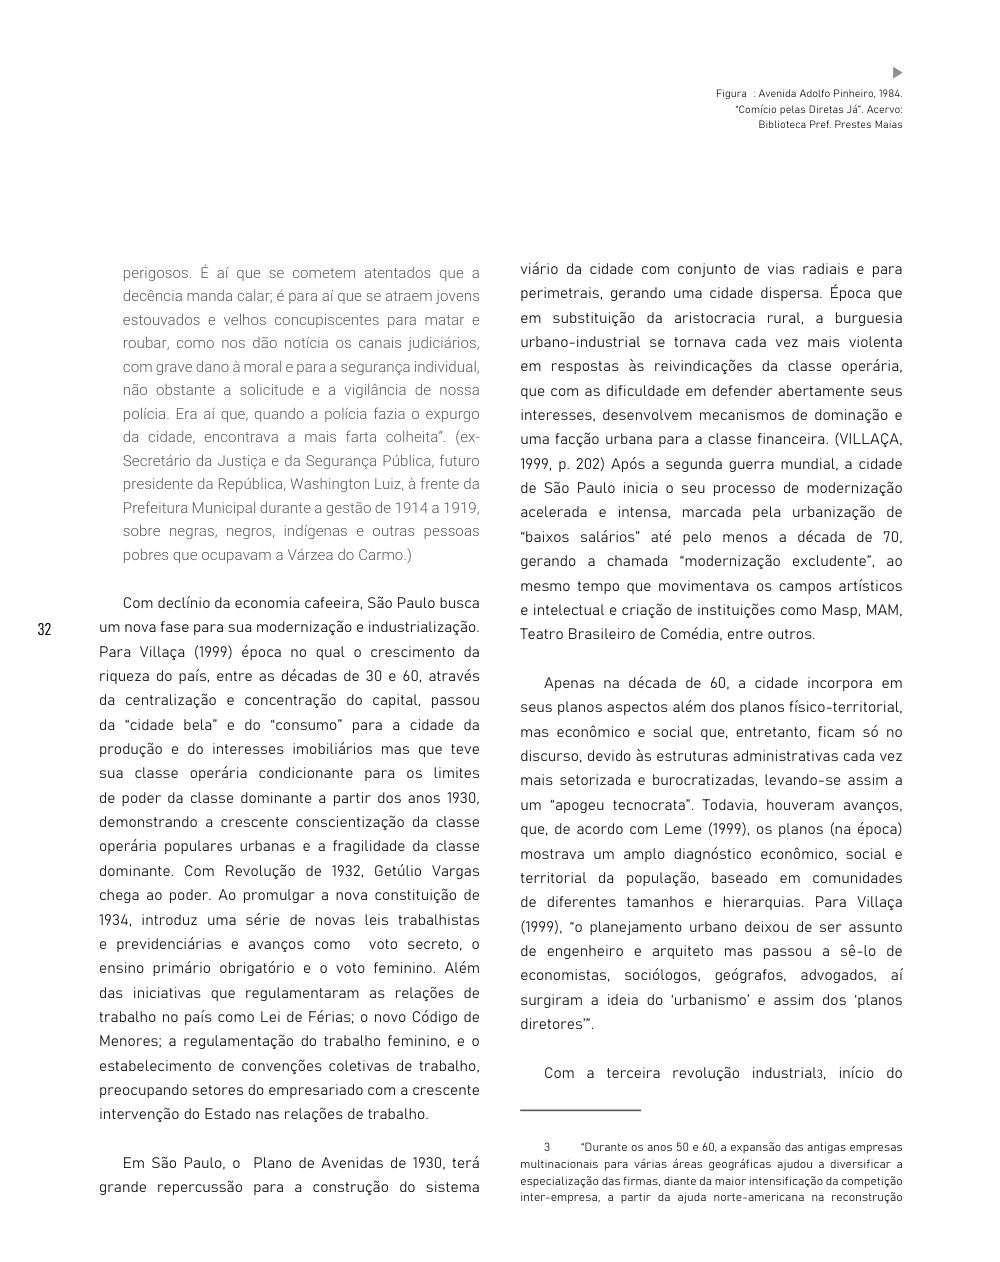 Figura : Avenida Adolfo Pinheiro, 1984.
“Comício pelas Diretas Já”. Acervo:
Biblioteca Pref. Prestes Maias
perigosos. É aí que se cometem atentados que a
decência manda calar; é para aí que se atraem jovens
estouvados e velhos concupiscentes para matar e
roubar, como nos dão notícia os canais judiciários,
com grave dano à moral e para a segurança individual,
não obstante a solicitude e a vigilância de nossa
polícia. Era aí que, quando a polícia fazia o expurgo
da cidade, encontrava a mais farta colheita”. (ex-
Secretário da Justiça e da Segurança Pública, futuro
presidente da República, Washington Luiz, à frente da
Prefeitura Municipal durante a gestão de 1914 a 1919,
sobre negras, negros, indígenas e outras pessoas
pobres que ocupavam a Várzea do Carmo.)
Com declínio da economia cafeeira, São Paulo busca
um nova fase para sua modernização e industrialização.
Para Villaça (1999) época no qual o crescimento da
riqueza do país, entre as décadas de 30 e 60, através
da centralização e concentração do capital, passou
da “cidade bela” e do “consumo” para a cidade da
produção e do interesses imobiliários mas que teve
sua classe operária condicionante para os limites
de poder da classe dominante a partir dos anos 1930,
demonstrando a crescente conscientização da classe
operária populares urbanas e a fragilidade da classe
dominante. Com Revolução de 1932, Getúlio Vargas
chega ao poder. Ao promulgar a nova constituição de
1934, introduz uma série de novas leis trabalhistas
e previdenciárias e avanços como voto secreto, o
ensino primário obrigatório e o voto feminino. Além
das iniciativas que regulamentaram as relações de
trabalho no país como Lei de Férias; o novo Código de
Menores; a regulamentação do trabalho feminino, e o
estabelecimento de convenções coletivas de trabalho,
preocupando setores do empresariado com a crescente
intervenção do Estado nas relações de trabalho.
Em São Paulo, o Plano de Avenidas de 1930, terá
grande repercussão para a construção do sistema
32
viário da cidade com conjunto de vias radiais e para
perimetrais, gerando uma cidade dispersa. Época que
em substituição da aristocracia rural, a burguesia
urbano-industrial se tornava cada vez mais violenta
em respostas às reivindicações da classe operária,
que com as dificuldade em defender abertamente seus
interesses, desenvolvem mecanismos de dominação e
uma facção urbana para a classe financeira. (VILLAÇA,
1999, p. 202) Após a segunda guerra mundial, a cidade
de São Paulo inicia o seu processo de modernização
acelerada e intensa, marcada pela urbanização de
“baixos salários” até pelo menos a década de 70,
gerando a chamada “modernização excludente”, ao
mesmo tempo que movimentava os campos artísticos
e intelectual e criação de instituições como Masp, MAM,
Teatro Brasileiro de Comédia, entre outros.
Apenas na década de 60, a cidade incorpora em
seus planos aspectos além dos planos físico-territorial,
mas econômico e social que, entretanto, ficam só no
discurso, devido às estruturas administrativas cada vez
mais setorizada e burocratizadas, levando-se assim a
um “apogeu tecnocrata”. Todavia, houveram avanços,
que, de acordo com Leme (1999), os planos (na época)
mostrava um amplo diagnóstico econômico, social e
territorial da população, baseado em comunidades
de diferentes tamanhos e hierarquias. Para Villaça
(1999), “o planejamento urbano deixou de ser assunto
de engenheiro e arquiteto mas passou a sê-lo de
economistas, sociólogos, geógrafos, advogados, aí
surgiram a ideia do ‘urbanismo’ e assim dos ‘planos
diretores’”.
Com a terceira revolução industrial3, início do
3 “Durante os anos 50 e 60, a expansão das antigas empresas
multinacionais para várias áreas geográficas ajudou a diversificar a
especialização das firmas, diante da maior intensificação da competição
inter-empresa, a partir da ajuda norte-americana na reconstrução